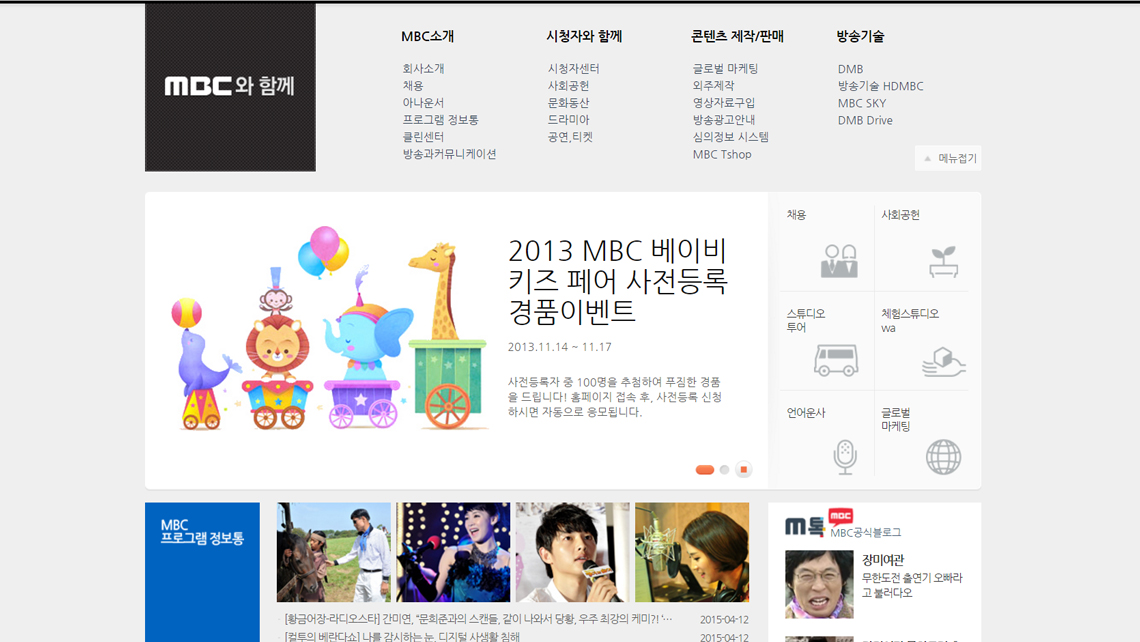 MBC와 함께
MBC소개
회사소개
채용
아나운서
프로그램 정보통
클린센터
방송과커뮤니케이션
시청자와 함께
시청자센터
사회공헌
문화동산
드라미아
공연,티켓
콘텐츠 제작/판매
글로벌 마케팅
외주제작
영상자료구입
방송광고안내
심의정보 시스템
MBC Tshop
방송기술
DMB
방송기술 HDMBC
MBC SKY
DMB Drive
메뉴접기
2013 MBC 베이비
키즈 페어 사전등록
경품이벤트
2013.11.14 ~ 11.17
사전등록자 중 100명을 추첨하여 푸짐한 경품
을 드립니다! 홈페이지 접속 후, 사전등록 신청
하시면 자동으로 응모됩니다.
채용
사회공헌
스튜디오
투어
체험스튜디오
wa
언어운사
글로벌
마케팅
MBC
프로그램 정보통
[황금어장-라디오스타] 간미연, “문희준과의 스캔들, 같이 나와서 당황, 우주 최강의 케미?! ‘…
2015-04-12
[컬투의 베란다쇼] 나를 감시하는 눈, 디지털 사생활 침해
2015-04-12
M톡 MBC
MBC공식블로그
장미여관
무한도전 출연기 오빠라
고 불러다오